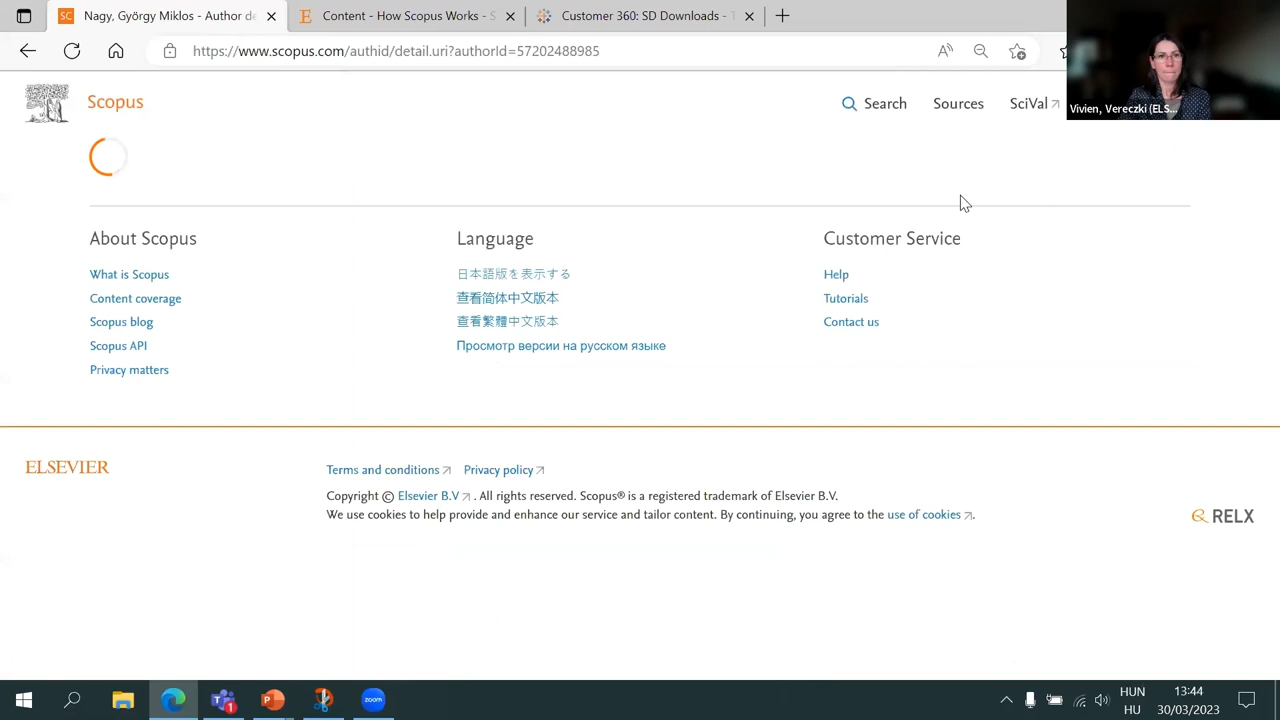 Nagy, György Miklos - Author de
Content - How Scopus Works - S
Customer 360: SD Downloads - T
https://www.scopus.com/authid/detail.uri?authorId=57202488985
Scopus
Search
Sources
SciVal
Vivien, Vereczki (ELS...
About Scopus
What is Scopus
Content coverage
Scopus blog
Scopus API
Privacy matters
Language
日本語版を表示する
查看简体中文版本
查看繁體中文版本
Просмотр версии на русском языке
Customer Service
Help
Tutorials
Contact us
ELSEVIER
Terms and conditions Privacy policy
Copyright © Elsevier B.V . All rights reserved. Scopus® is a registered trademark of Elsevier B.V.
We use cookies to help provide and enhance our service and tailor content. By continuing, you agree to the use of cookies .
RELX
zoom
1
HUN
HU
13:44
30/03/2023